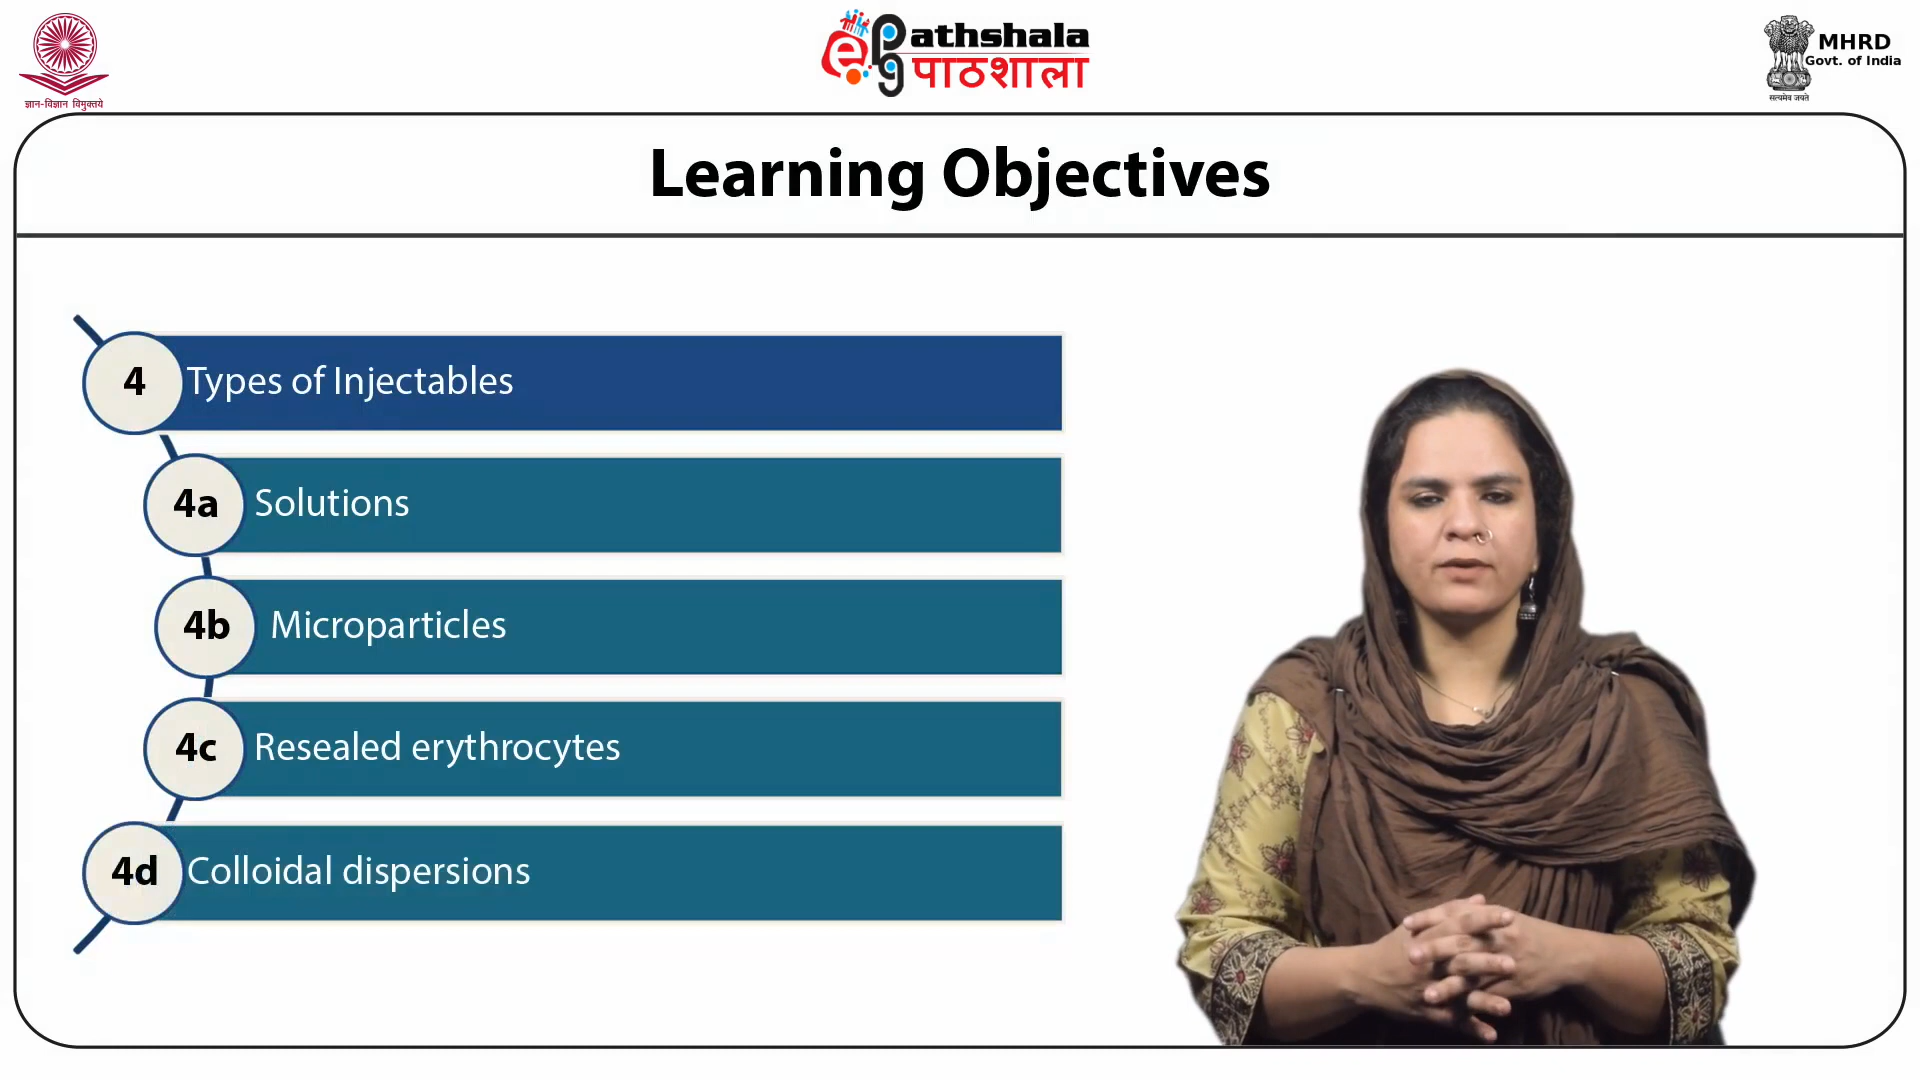 ज्ञान-विज्ञान विमुक्तये
ePathshala
पाठशाला
MHRD
Govt. of India
सत्यमेव जयते
Learning Objectives
4 Types of Injectables
4a Solutions
4b Microparticles
4c Resealed erythrocytes
4d Colloidal dispersions